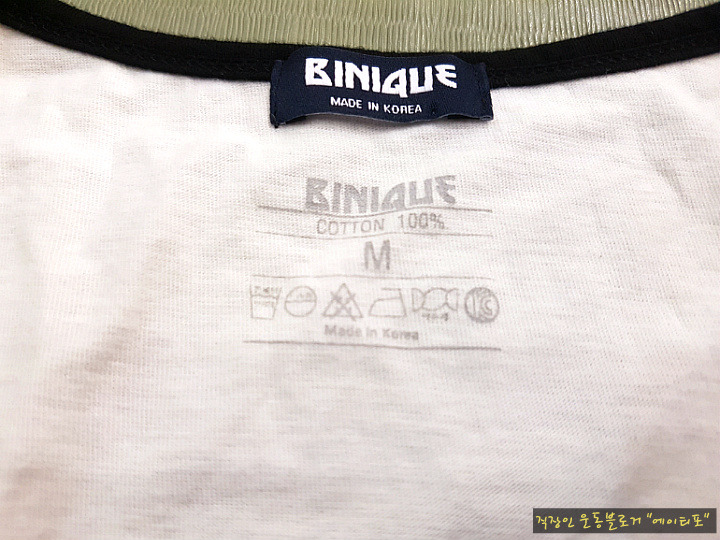 BINIQUE
MADE IN KOREA
BINIQUE
COTTON 100%
M
Made in Korea
직장인 운동블로거 "에이티포"